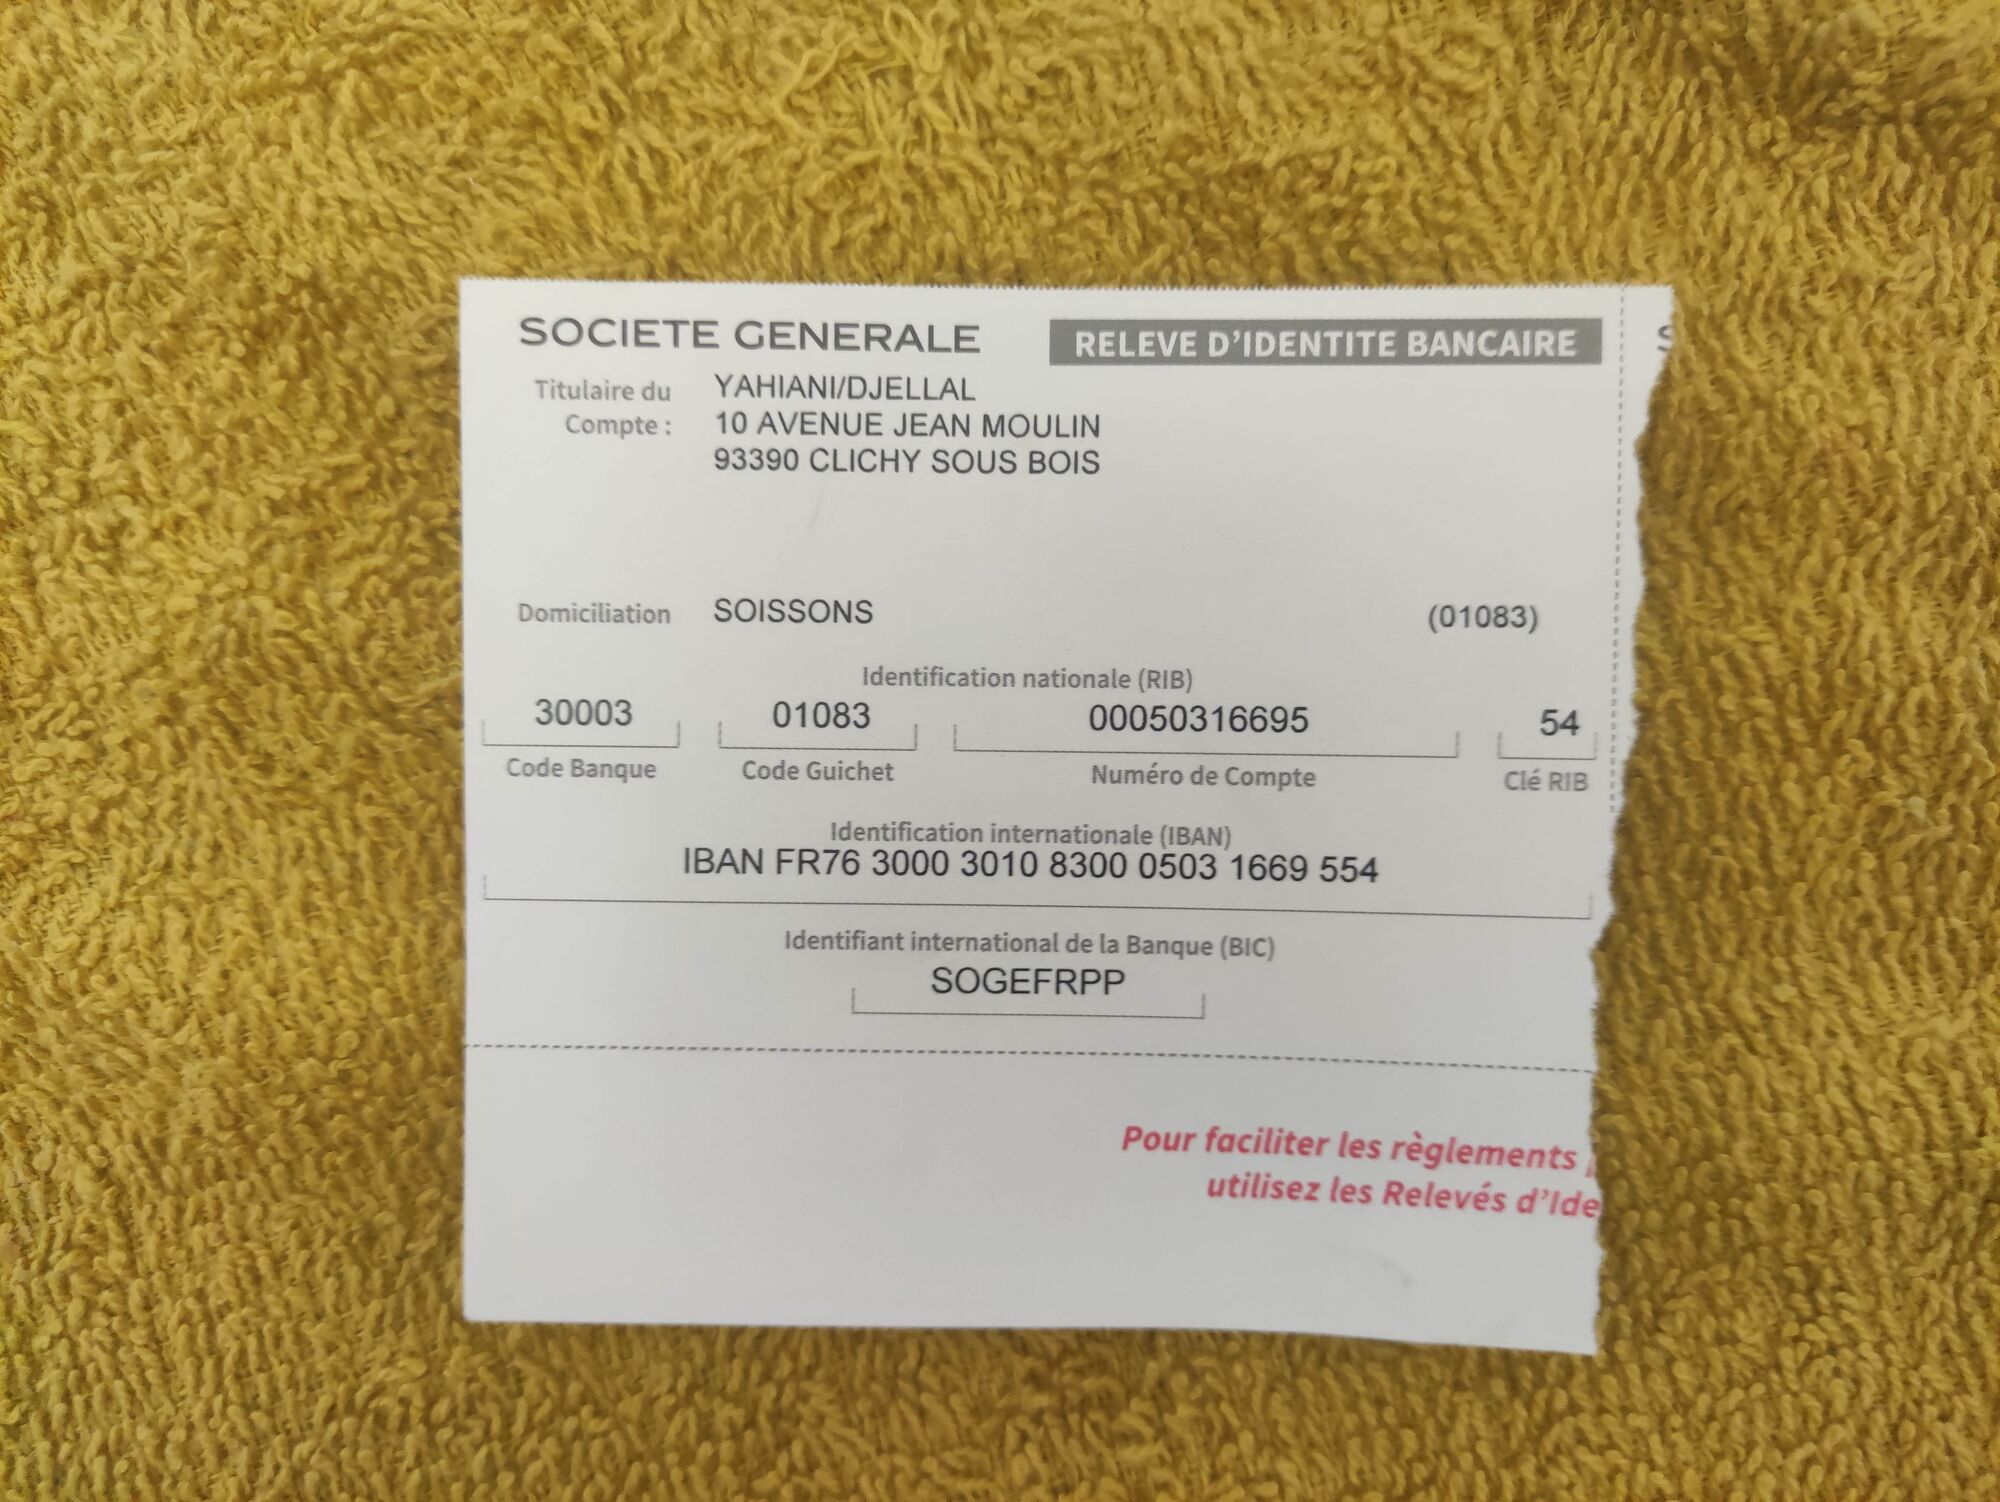 SOCIETE GENERALE RELEVE D'IDENTITE BANCAIRE
Titulaire du YAHIANI/DJELLAL
Compte : 10 AVENUE JEAN MOULIN
93390 CLICHY SOUS BOIS
Domiciliation SOISSONS (01083)
Identification nationale (RIB)
30003 01083 00050316695 54
Code Banque Code Guichet Numéro de Compte Clé RIB
Identification internationale (IBAN)
IBAN FR76 3000 3010 8300 0503 1669 554
Identifiant international de la Banque (BIC)
SOGEFRPP
Pour faciliter les règlements
utilisez les Relevés d'Ide